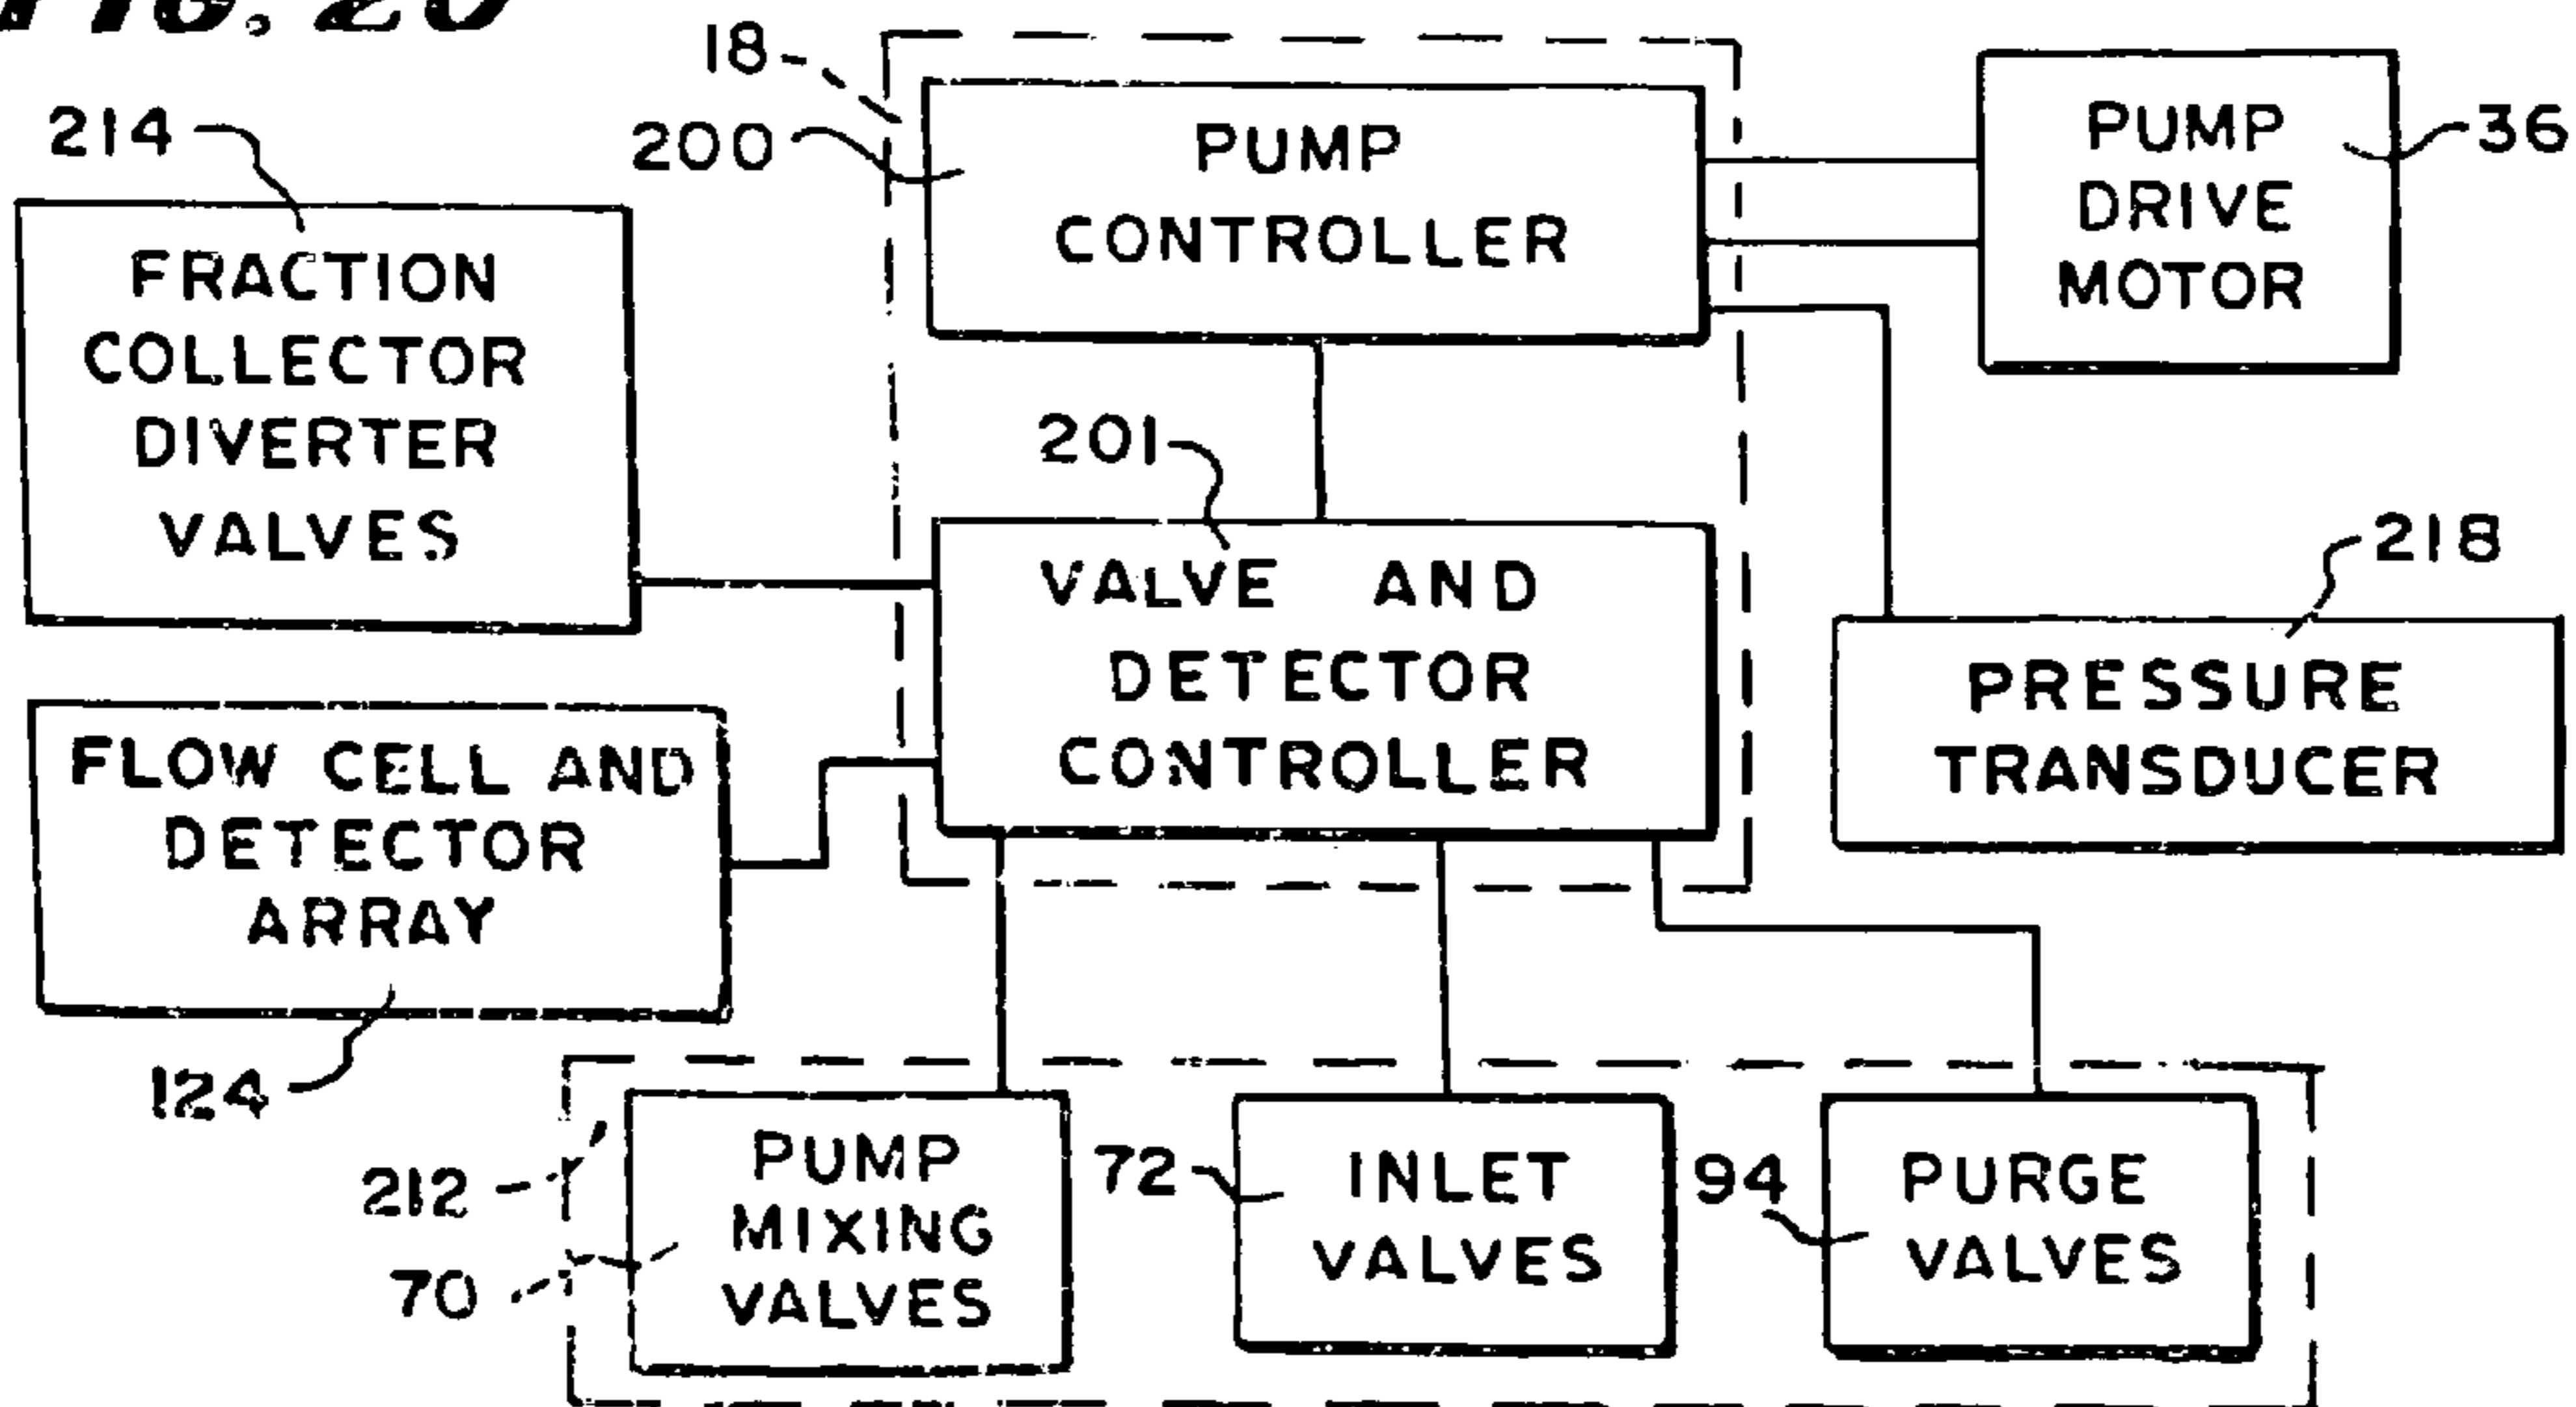 FIG. 20
18
200
PUMP
CONTROLLER
PUMP
DRIVE
MOTOR
36
214
FRACTION
COLLECTOR
DIVERTER
VALVES
201
VALVE AND
DETECTOR
CONTROLLER
218
PRESSURE
TRANSDUCER
FLOW CELL AND
DETECTOR
ARRAY
124
212
70
PUMP
MIXING
VALVES
72
INLET
VALVES
94
PURGE
VALVES